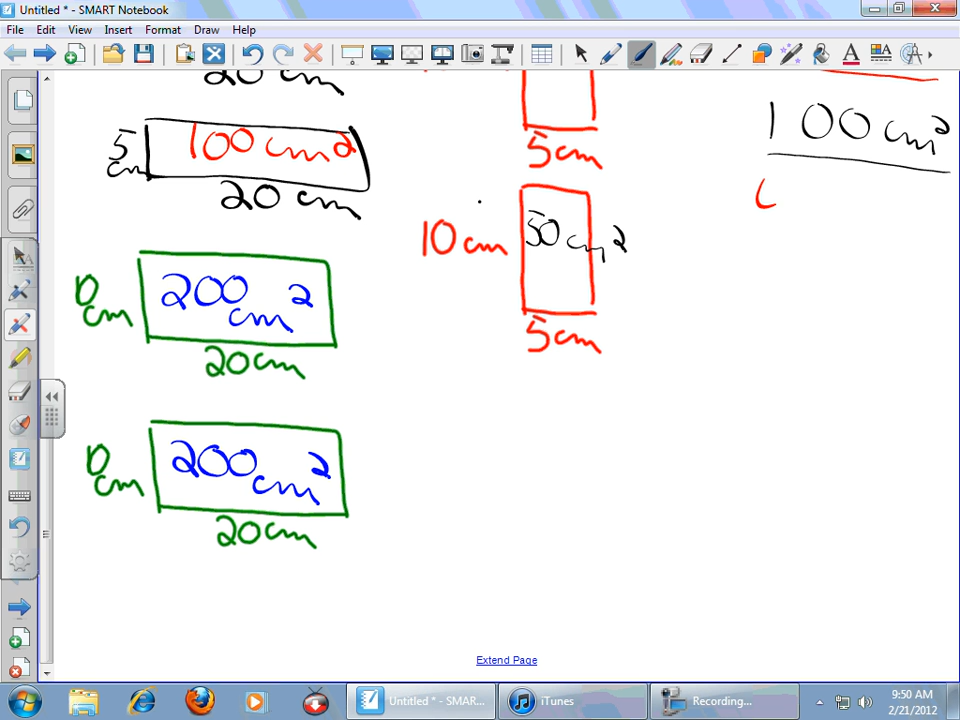 Untitled * - SMART Notebook
File Edit View Insert Format Draw Help
20 cm
5 cm
100 cm²
20 cm
5cm
100 cm²
10 cm
50 cm²
5cm
0 cm
200 cm²
20cm
0 cm
200 cm²
20cm
Extend Page
Untitled * - SMAR...
iTunes
Recording...
9:50 AM
2/21/2012